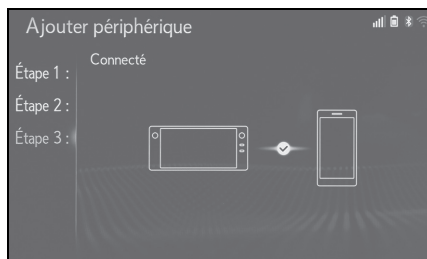 Ajouter périphérique
Connecté
Étape 1 :
Étape 2 :
Étape 3 :